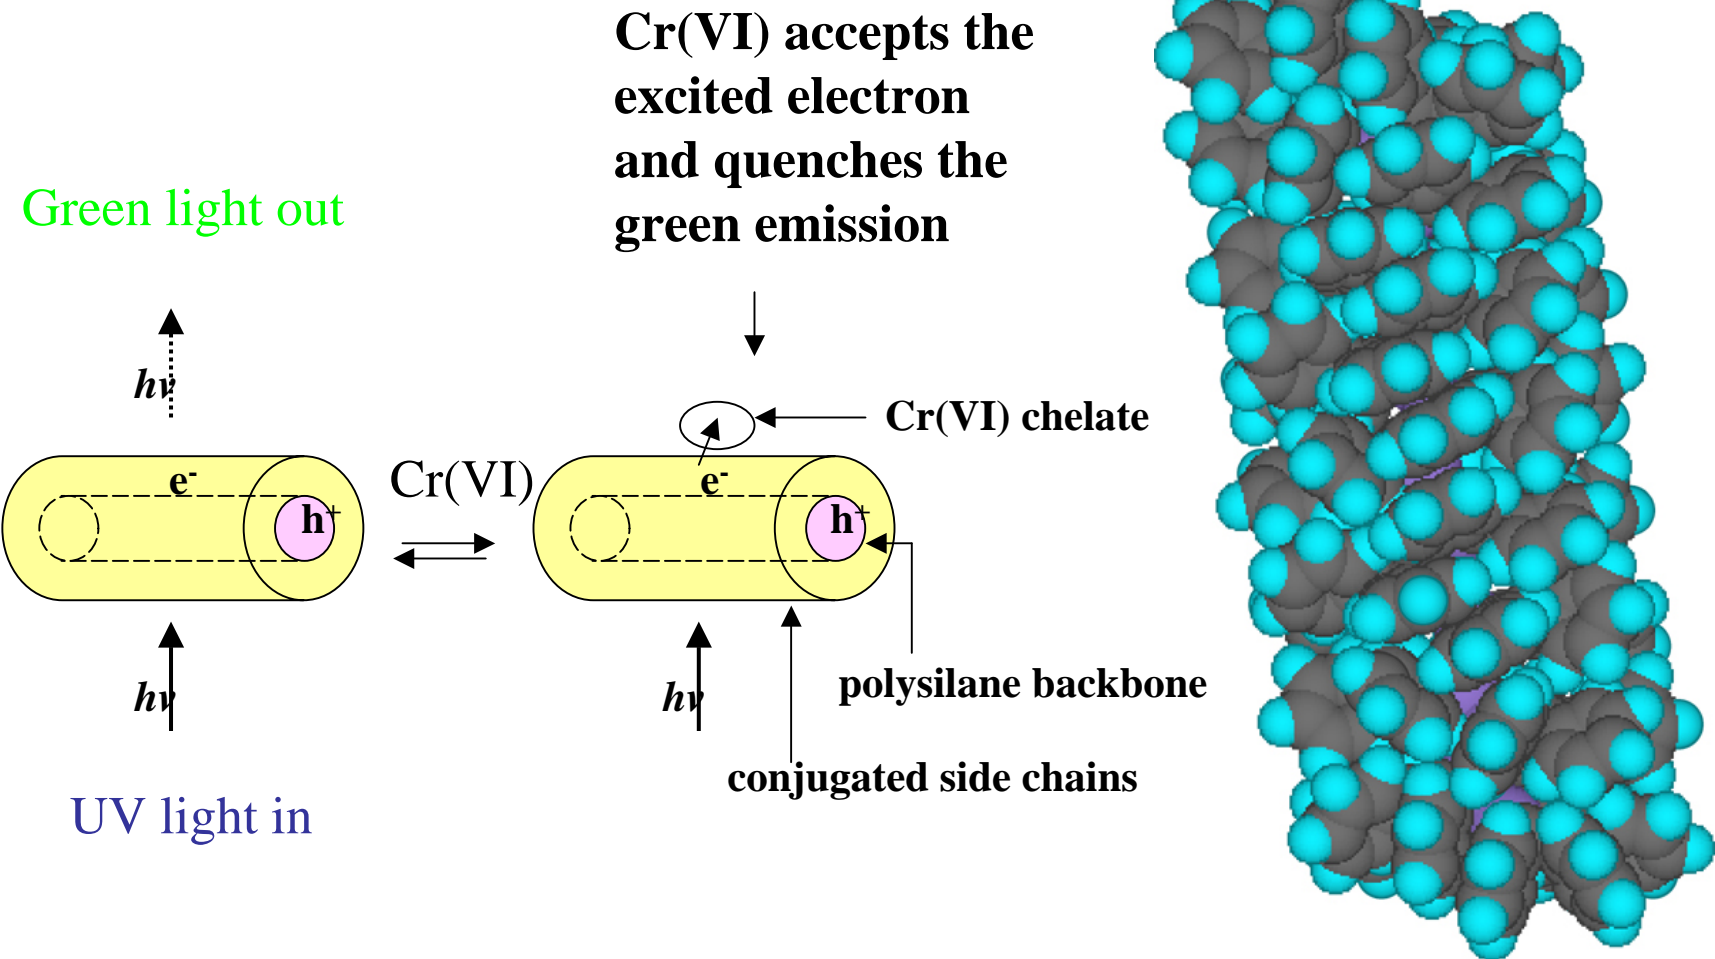 Cr(VI) accepts the
excited electron
and quenches the
green emission
Green light out
hν
Cr(VI) chelate
e-
Cr(VI)
e-
h+
h+
hν
hν
polysilane backbone
conjugated side chains
UV light in